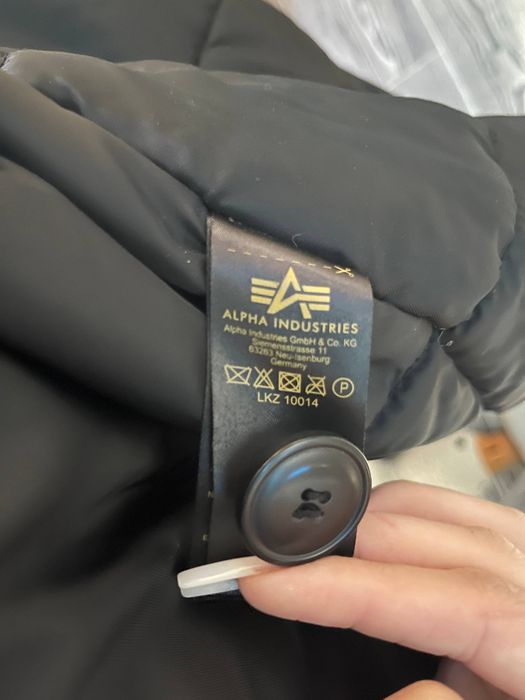 ALPHA INDUSTRIES
Alpha Industries GmbH & Co. KG
Siemensstrasse 11
63263 Neu-Isenburg
Germany
P
LKZ 10014